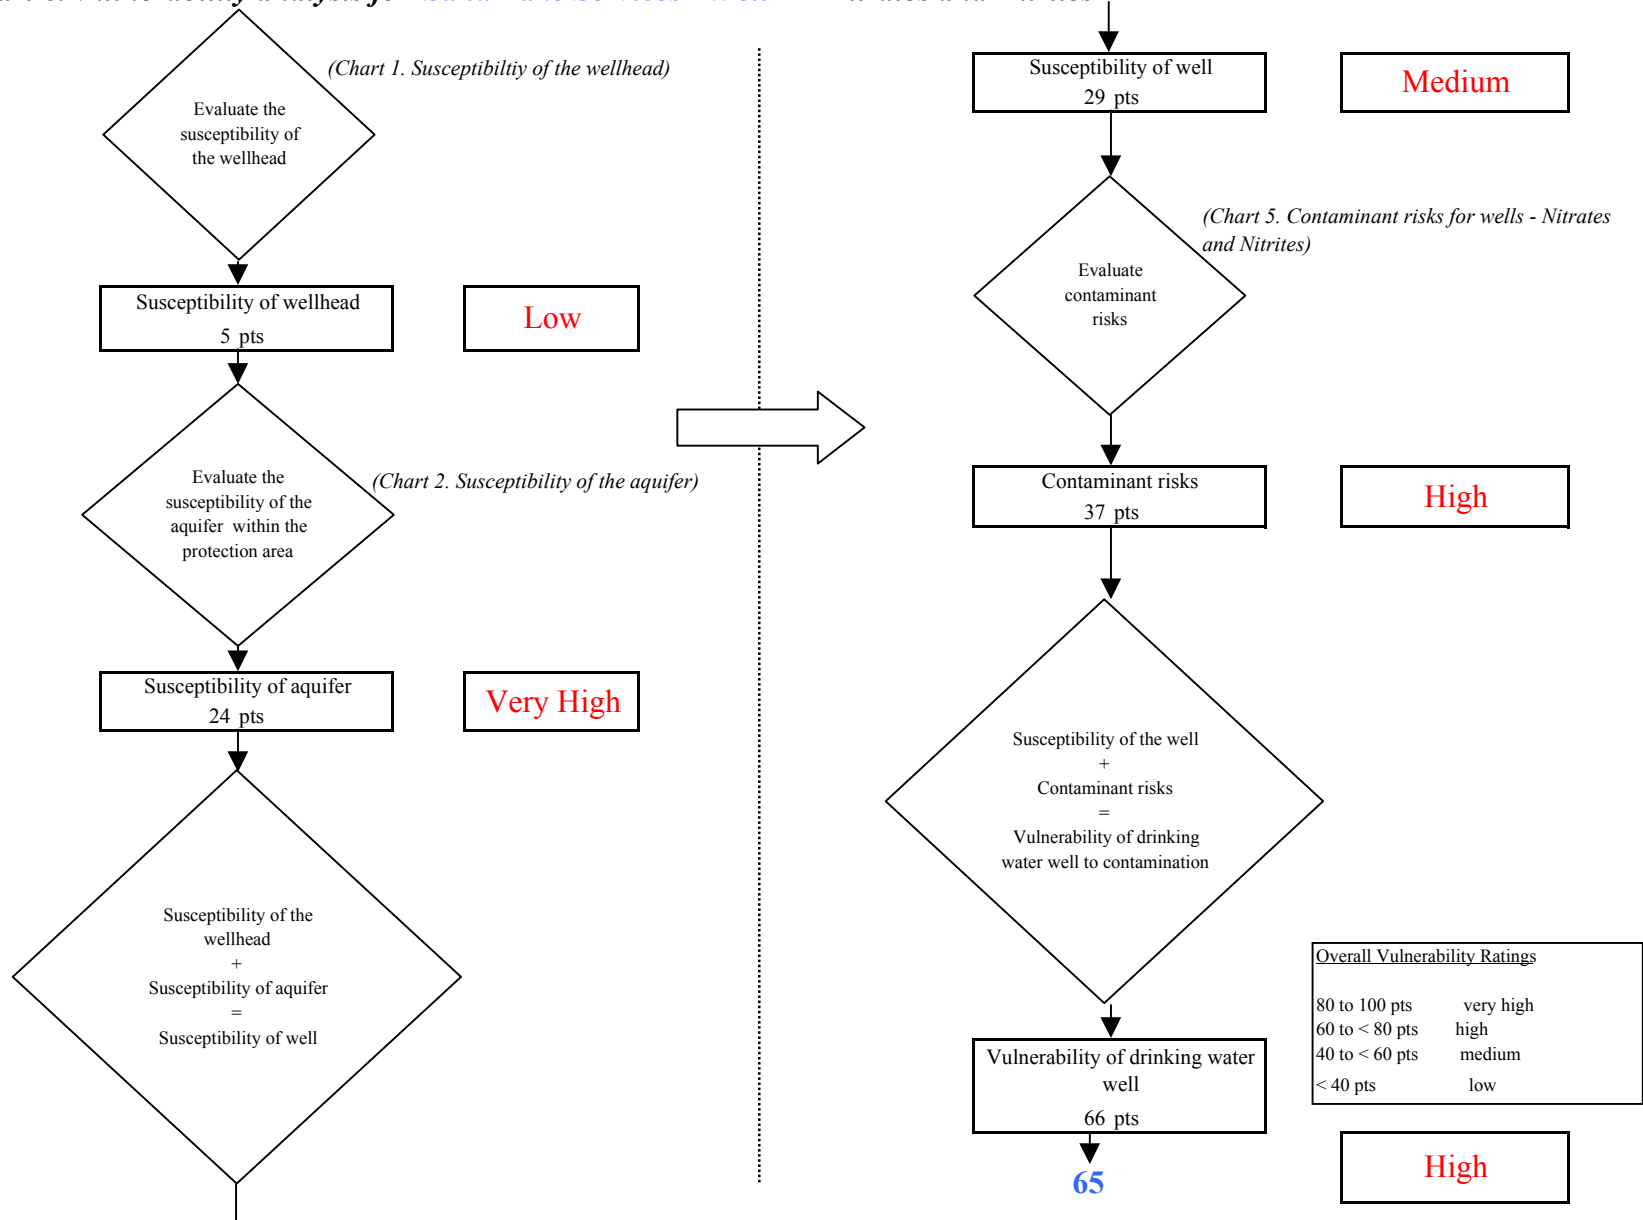 (Chart 1. Susceptibiltiy of the wellhead)
Evaluate the
susceptibility of
the wellhead
Susceptibility of wellhead
5 pts
Low
Evaluate the
susceptibility of the
aquifer within the
protection area
(Chart 2. Susceptibility of the aquifer)
Susceptibility of aquifer
24 pts
Very High
Susceptibility of the
wellhead
+
Susceptibility of aquifer
=
Susceptibility of well
Susceptibility of well
29 pts
Medium
(Chart 5. Contaminant risks for wells - Nitrates
and Nitrites)
Evaluate
contaminant
risks
Contaminant risks
37 pts
High
Susceptibility of the well
+
Contaminant risks
=
Vulnerability of drinking
water well to contamination
Overall Vulnerability Ratings
80 to 100 pts very high
60 to < 80 pts high
40 to < 60 pts medium
< 40 pts low
Vulnerability of drinking water
well
66 pts
65
High